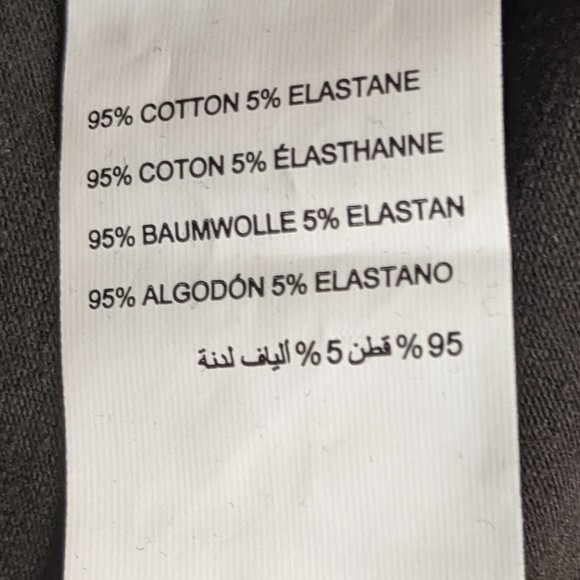 95% COTTON 5% ELASTANE
95% COTON 5% ÉLASTHANNE
95% BAUMWOLLE 5% ELASTAN
95% ALGODÓN 5% ELASTANO
95 % قطن 5 % ألياف لدنة